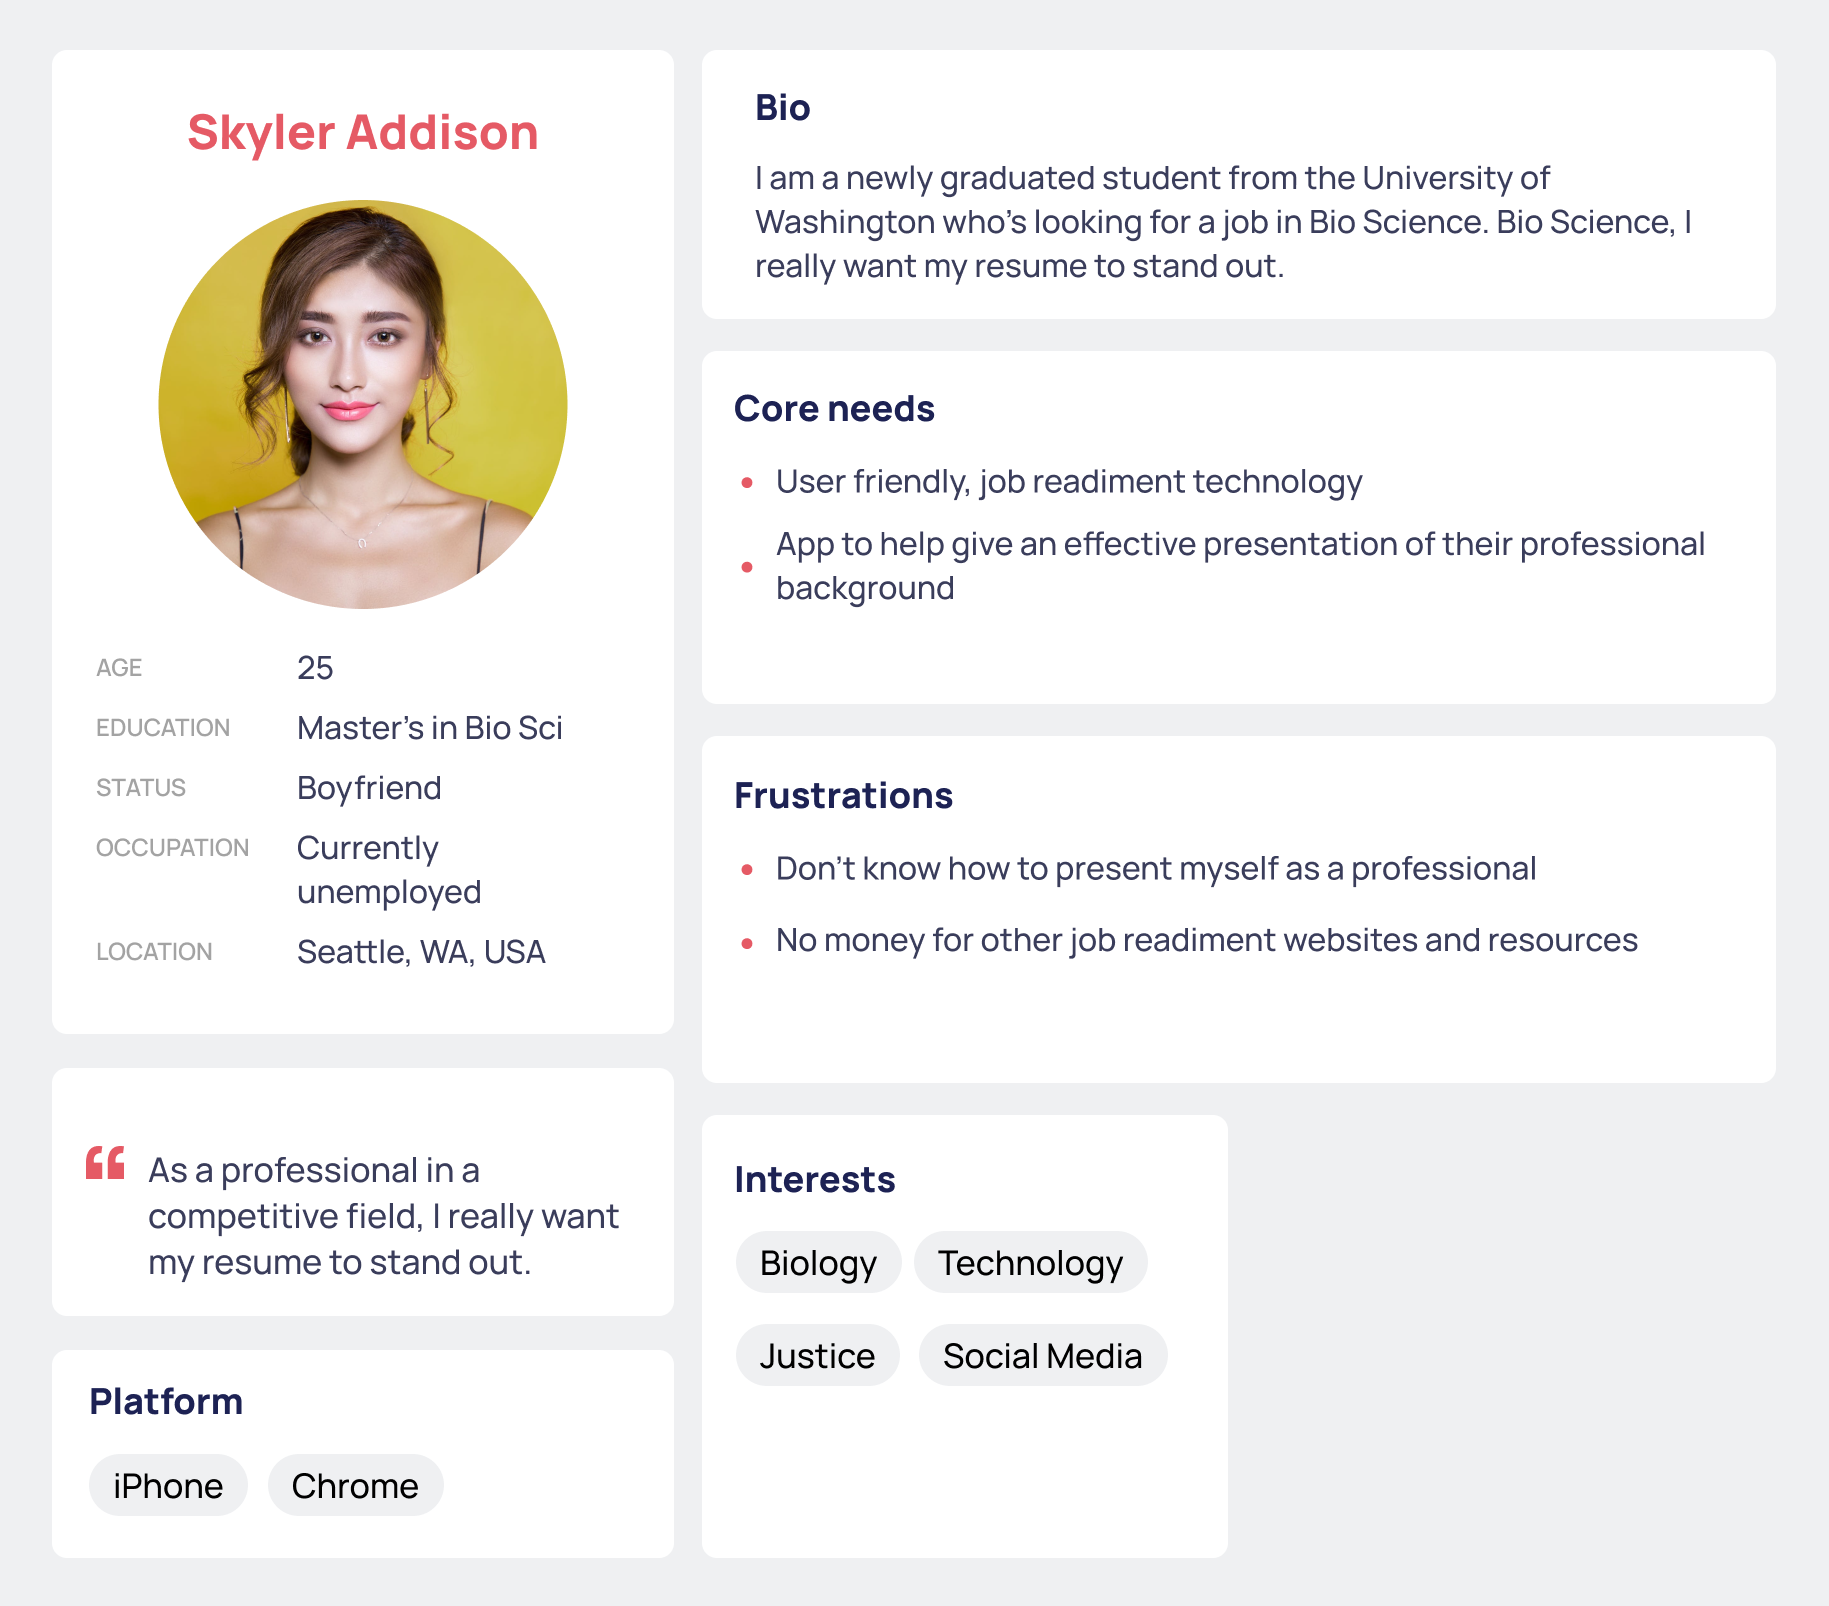 Skyler Addison
AGE 25
EDUCATION Master's in Bio Sci
STATUS Boyfriend
OCCUPATION Currently
unemployed
LOCATION Seattle, WA, USA
“ As a professional in a
competitive field, I really want
my resume to stand out.
Platform
iPhone Chrome
Bio
I am a newly graduated student from the University of
Washington who's looking for a job in Bio Science. Bio Science, I
really want my resume to stand out.
Core needs
• User friendly, job readiment technology
• App to help give an effective presentation of their professional
background
Frustrations
• Don't know how to present myself as a professional
• No money for other job readiment websites and resources
Interests
Biology Technology
Justice Social Media